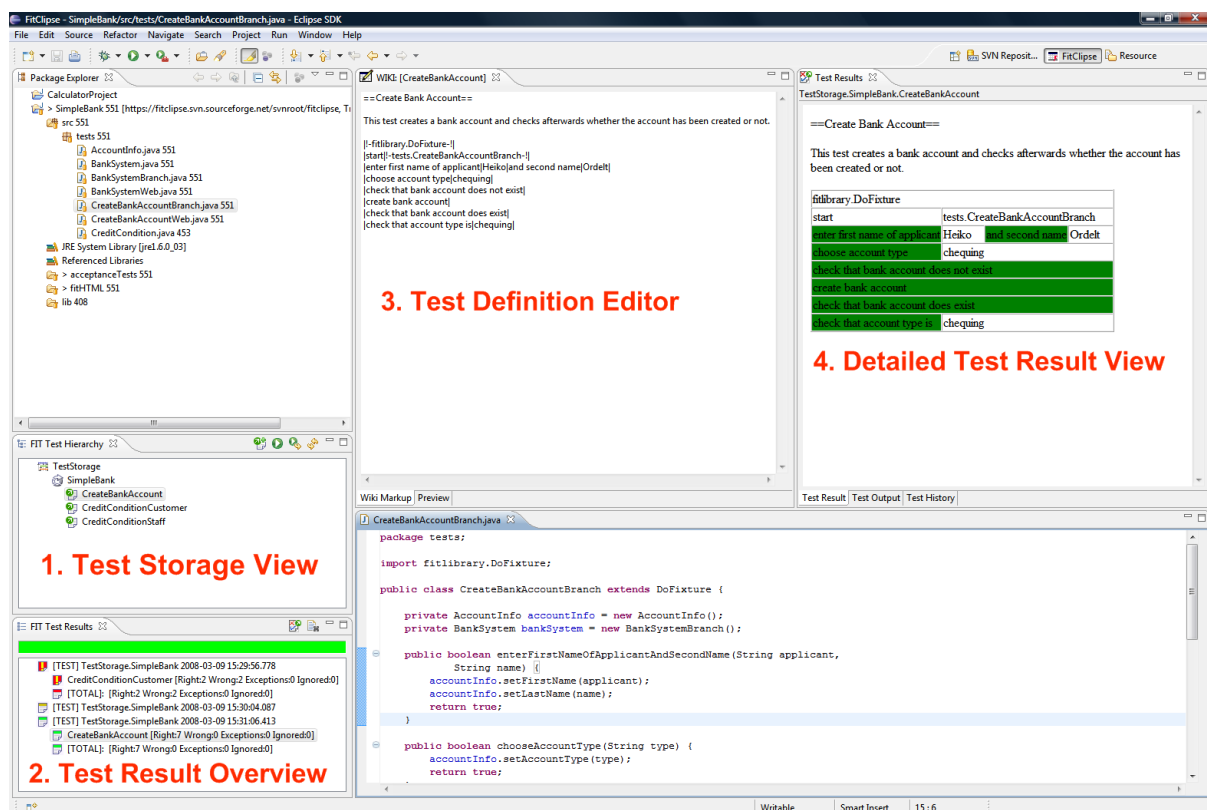 FitClipse - SimpleBank/src/tests/CreateBankAccountBranch.java - Eclipse SDK
File Edit Source Refactor Navigate Search Project Run Window Help
SVN Reposit... FitClipse Resource
Package Explorer
CalculatorProject
> SimpleBank 551 [https://fitclipse.svn.sourceforge.net/svnroot/fitclipse, Tr
src 551
tests 551
AccountInfo.java 551
BankSystem.java 551
BankSystemBranch.java 551
BankSystemWeb.java 551
CreateBankAccountBranch.java 551
CreateBankAccountWeb.java 551
CreditCondition.java 453
JRE System Library [jre1.6.0_03]
Referenced Libraries
> acceptanceTests 551
> fitHTML 551
lib 408
WIKI: [CreateBankAccount]
==Create Bank Account==
This test creates a bank account and checks afterwards whether the account has been created or not.
|!-fitlibrary.DoFixture-!|
|start|!-tests.CreateBankAccountBranch-!|
|enter first name of applicant|Heiko|and second name|Ordelt|
|choose account type|chequing|
|check that bank account does not exist|
|create bank account|
|check that bank account does exist|
|check that account type is|chequing|
3. Test Definition Editor
Wiki Markup Preview
Test Results
TestStorage.SimpleBank.CreateBankAccount
==Create Bank Account==
This test creates a bank account and checks afterwards whether the account has
been created or not.
fitlibrary.DoFixture
start tests.CreateBankAccountBranch
enter first name of applicant Heiko and second name Ordelt
choose account type chequing
check that bank account does not exist
create bank account
check that bank account does exist
check that account type is chequing
4. Detailed Test Result View
Test Result Test Output Test History
FIT Test Hierarchy
TestStorage
SimpleBank
CreateBankAccount
CreditConditionCustomer
CreditConditionStaff
1. Test Storage View
FIT Test Results
[TEST] TestStorage.SimpleBank 2008-03-09 15:29:56.778
CreditConditionCustomer [Right:2 Wrong:2 Exceptions:0 Ignored:0]
[TOTAL]: [Right:2 Wrong:2 Exceptions:0 Ignored:0]
[TEST] TestStorage.SimpleBank 2008-03-09 15:30:04.087
[TEST] TestStorage.SimpleBank 2008-03-09 15:31:06.413
CreateBankAccount [Right:7 Wrong:0 Exceptions:0 Ignored:0]
[TOTAL]: [Right:7 Wrong:0 Exceptions:0 Ignored:0]
2. Test Result Overview
CreateBankAccountBranch.java
package tests;
import fitlibrary.DoFixture;
public class CreateBankAccountBranch extends DoFixture {
private AccountInfo accountInfo = new AccountInfo();
private BankSystem bankSystem = new BankSystemBranch();
public boolean enterFirstNameOfApplicantAndSecondName(String applicant,
String name) {
accountInfo.setFirstName(applicant);
accountInfo.setLastName(name);
return true;
}
public boolean chooseAccountType(String type) {
accountInfo.setAccountType(type);
return true;
Writable Smart Insert 15 : 6